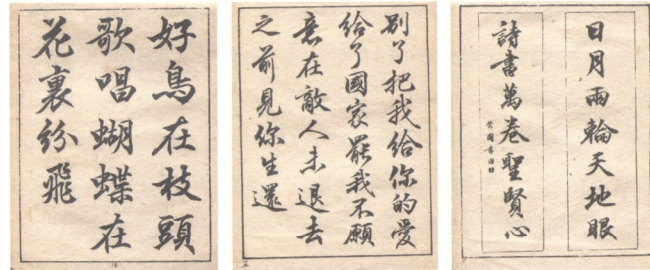 好鳥在枝頭
歌唱蝴蝶在
花裏紛飛
別了把我給你的愛
給了國家罷我不願
意在敵人未退去
之前見你生還
日月兩輪天地眼
詩書萬卷聖賢心